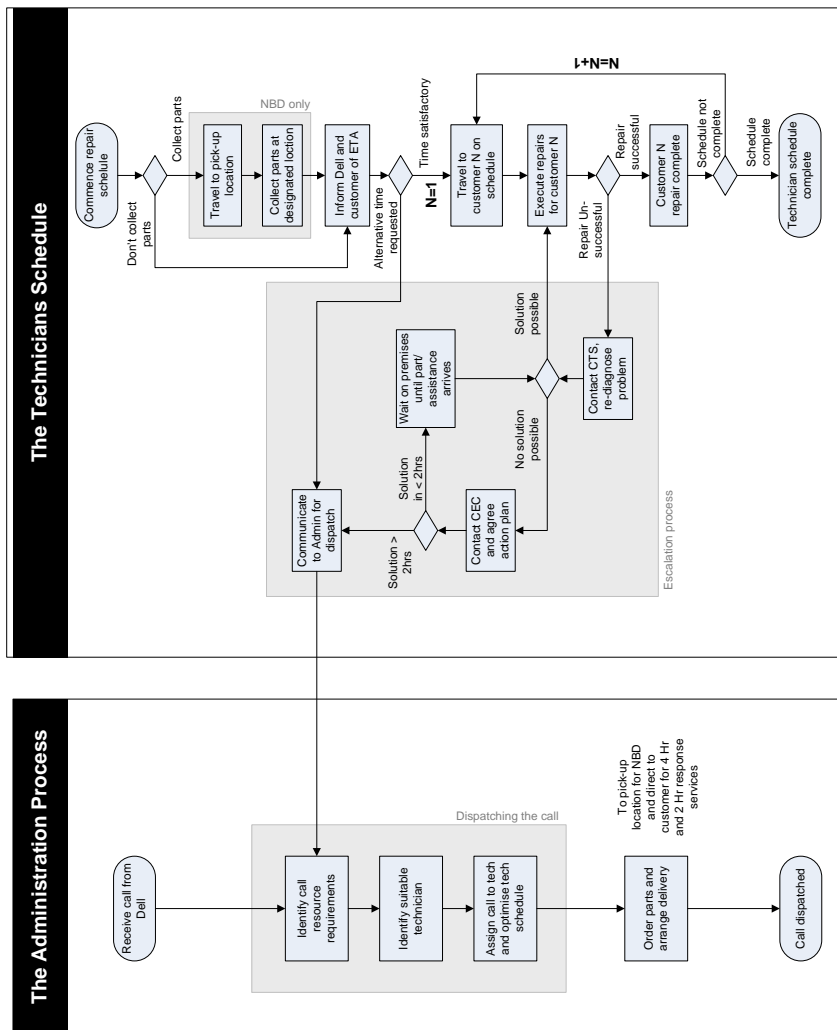 The Administration Process
Receive call from
Dell
Dispatching the call
Identify call
resource
requirements
Identify suitable
technician
Assign call to tech
and optimise tech
schedule
Order parts and
arrange delivery
To pick-up
location for NBD
and direct to
customer for 4 Hr
and 2 Hr response
services
Call dispatched
The Technicians Schedule
Commence repair
schelule
Don't collect
parts
Collect parts
NBD only
Travel to pick-up
location
Collect parts at
designated loction
Inform Dell and
customer of ETA
Alternative time
requested
Time satisfactory
N=1
Travel to
customer N on
schedule
N=N+1
Execute repairs
for customer N
Repair Un-
successful
Repair
successful
Customer N
repair complete
Schedule not
complete
Schedule
complete
Technician schedule
complete
Communicate
to Admin for
dispatch
Solution >
2hrs
Solution
in < 2hrs
Wait on premises
until part/
assistance
arrives
Contact CEC
and agree
action plan
No solution
possible
Solution
possible
Contact CTS,
re-diagnose
problem
Escalation process